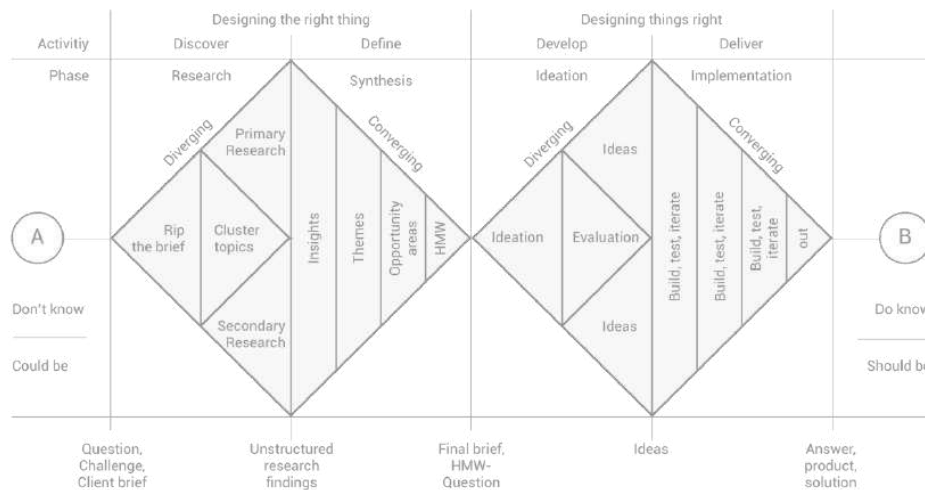 Designing the right thing
Designing things right
Activitiy
Discover
Define
Develop
Deliver
Phase
Research
Synthesis
Ideation
Implementation
Diverging
Primary
Research
Converging
Diverging
Ideas
Converging
A
Rip
the brief
Cluster
topics
Insights
Themes
Opportunity
areas
HMW
Ideation
Evaluation
Build, test, iterate
Build, test, iterate
Build, test,
iterate
out
B
Don't know
Could be
Secondary
Research
Ideas
Do know
Should be
Question,
Challenge,
Client brief
Unstructured
research
findings
Final brief,
HMW-
Question
Ideas
Answer,
product,
solution